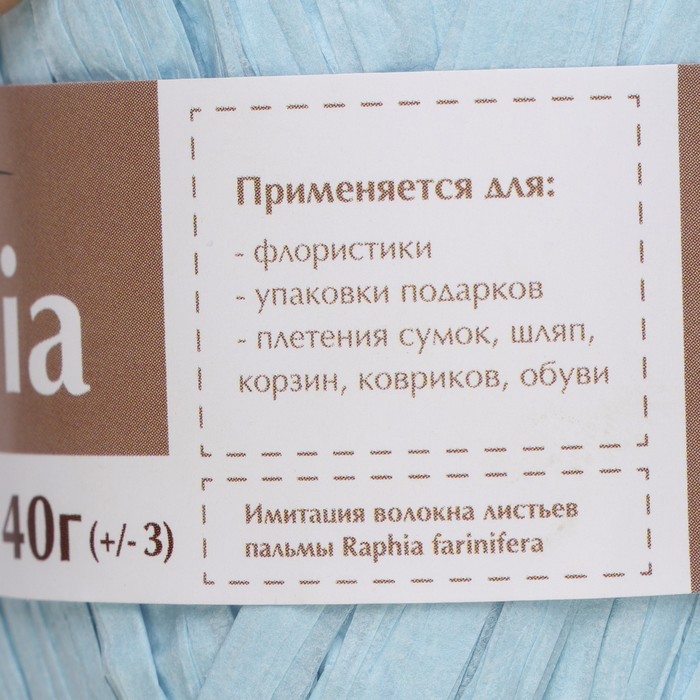 ia
40г (+/- 3)
Применяется для:
- флористики
- упаковки подарков
- плетения сумок, шляп,
корзин, ковриков, обуви
Имитация волокна листьев
пальмы Raphia farinifera